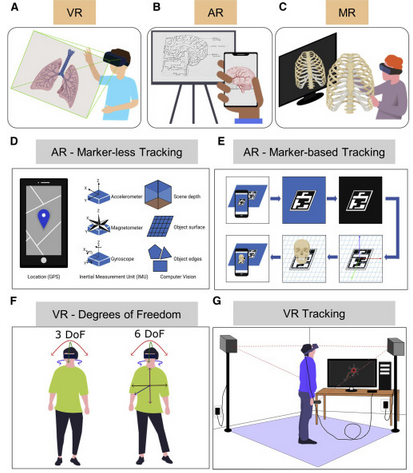 A
VR
B
AR
C
MR
D
AR - Marker-less Tracking
E
AR - Marker-based Tracking
Accelerometer
Scene depth
Magnetometer
Object surface
Gyroscope
Object edges
Location (GPS)
Inertial Measurement Unit (IMU)
Computer Vision
F
VR - Degrees of Freedom
G
VR Tracking
3 DoF
6 DoF